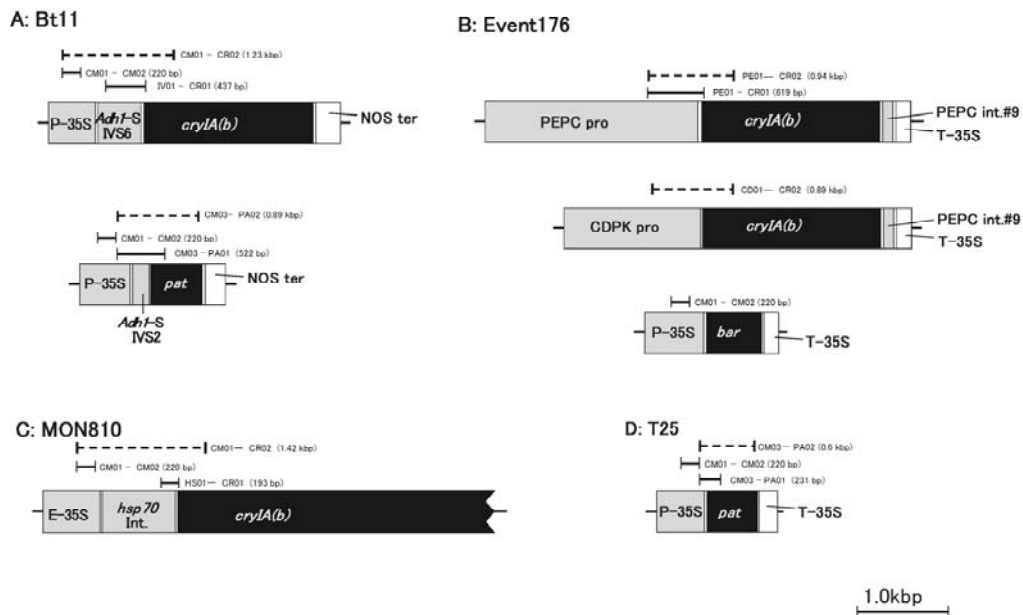 A: Bt11
CM01 - CR02 (1.23 kbp)
CM01 - CM02 (220 bp)
IV01 - CR01 (437 bp)
P-35S
Adh1-S
IVS6
cryIA(b)
NOS ter
CM03- PA02 (0.89 kbp)
CM01 - CM02 (220 bp)
CM03 - PA01 (522 bp)
P-35S
pat
NOS ter
Adh1-S
IVS2
B: Event176
PE01— CR02 (0.94 kbp)
PE01 - CR01 (619 bp)
PEPC pro
cryIA(b)
PEPC int.#9
T-35S
CD01— CR02 (0.89 kbp)
CDPK pro
cryIA(b)
PEPC int.#9
T-35S
CM01 - CM02 (220 bp)
P-35S
bar
T-35S
C: MON810
CM01— CR02 (1.42 kbp)
CM01 - CM02 (220 bp)
HS01— CR01 (193 bp)
E-35S
hsp70
Int.
cryIA(b)
D: T25
CM03— PA02 (0.6 kbp)
CM01 - CM02 (220 bp)
CM03 - PA01 (231 bp)
P-35S
pat
T-35S
1.0kbp